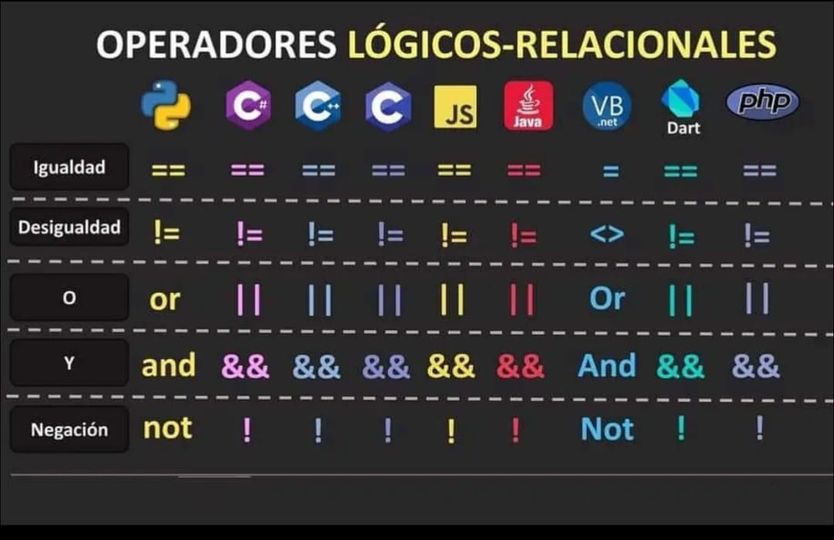 OPERADORES LÓGICOS-RELACIONALES
C# C++ C JS Java VB .net Dart php
Igualdad == == == == == == = == ==
Desigualdad != != != != != != <> != !=
O or || || || || || Or || ||
Y and && && && && && And && &&
Negación not ! ! ! ! ! Not ! !